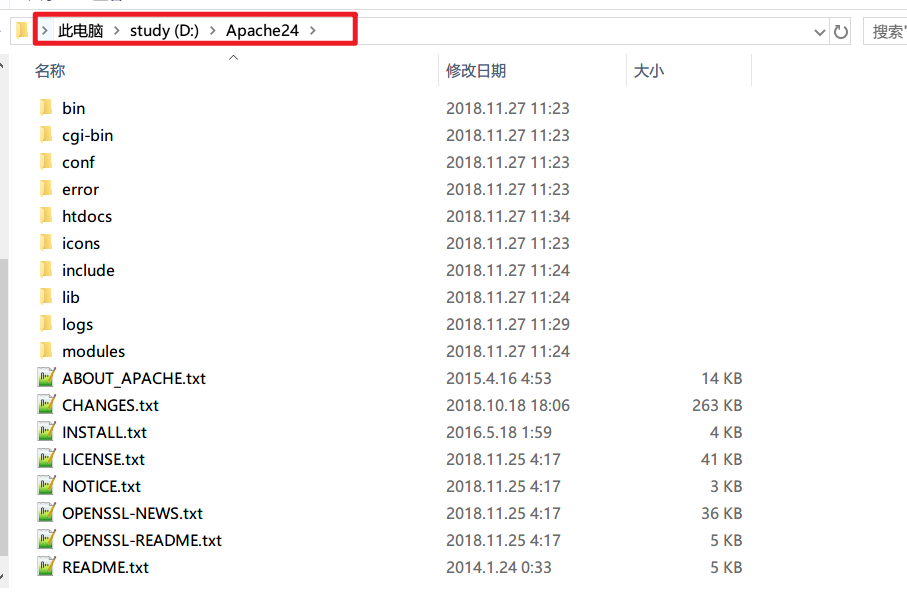 此电脑 study (D:) Apache24 搜索"
名称 修改日期 大小
bin 2018.11.27 11:23
cgi-bin 2018.11.27 11:23
conf 2018.11.27 11:23
error 2018.11.27 11:23
htdocs 2018.11.27 11:34
icons 2018.11.27 11:23
include 2018.11.27 11:24
lib 2018.11.27 11:24
logs 2018.11.27 11:29
modules 2018.11.27 11:24
ABOUT_APACHE.txt 2015.4.16 4:53 14 KB
CHANGES.txt 2018.10.18 18:06 263 KB
INSTALL.txt 2016.5.18 1:59 4 KB
LICENSE.txt 2018.11.25 4:17 41 KB
NOTICE.txt 2018.11.25 4:17 3 KB
OPENSSL-NEWS.txt 2018.11.25 4:17 36 KB
OPENSSL-README.txt 2018.11.25 4:17 5 KB
README.txt 2014.1.24 0:33 5 KB